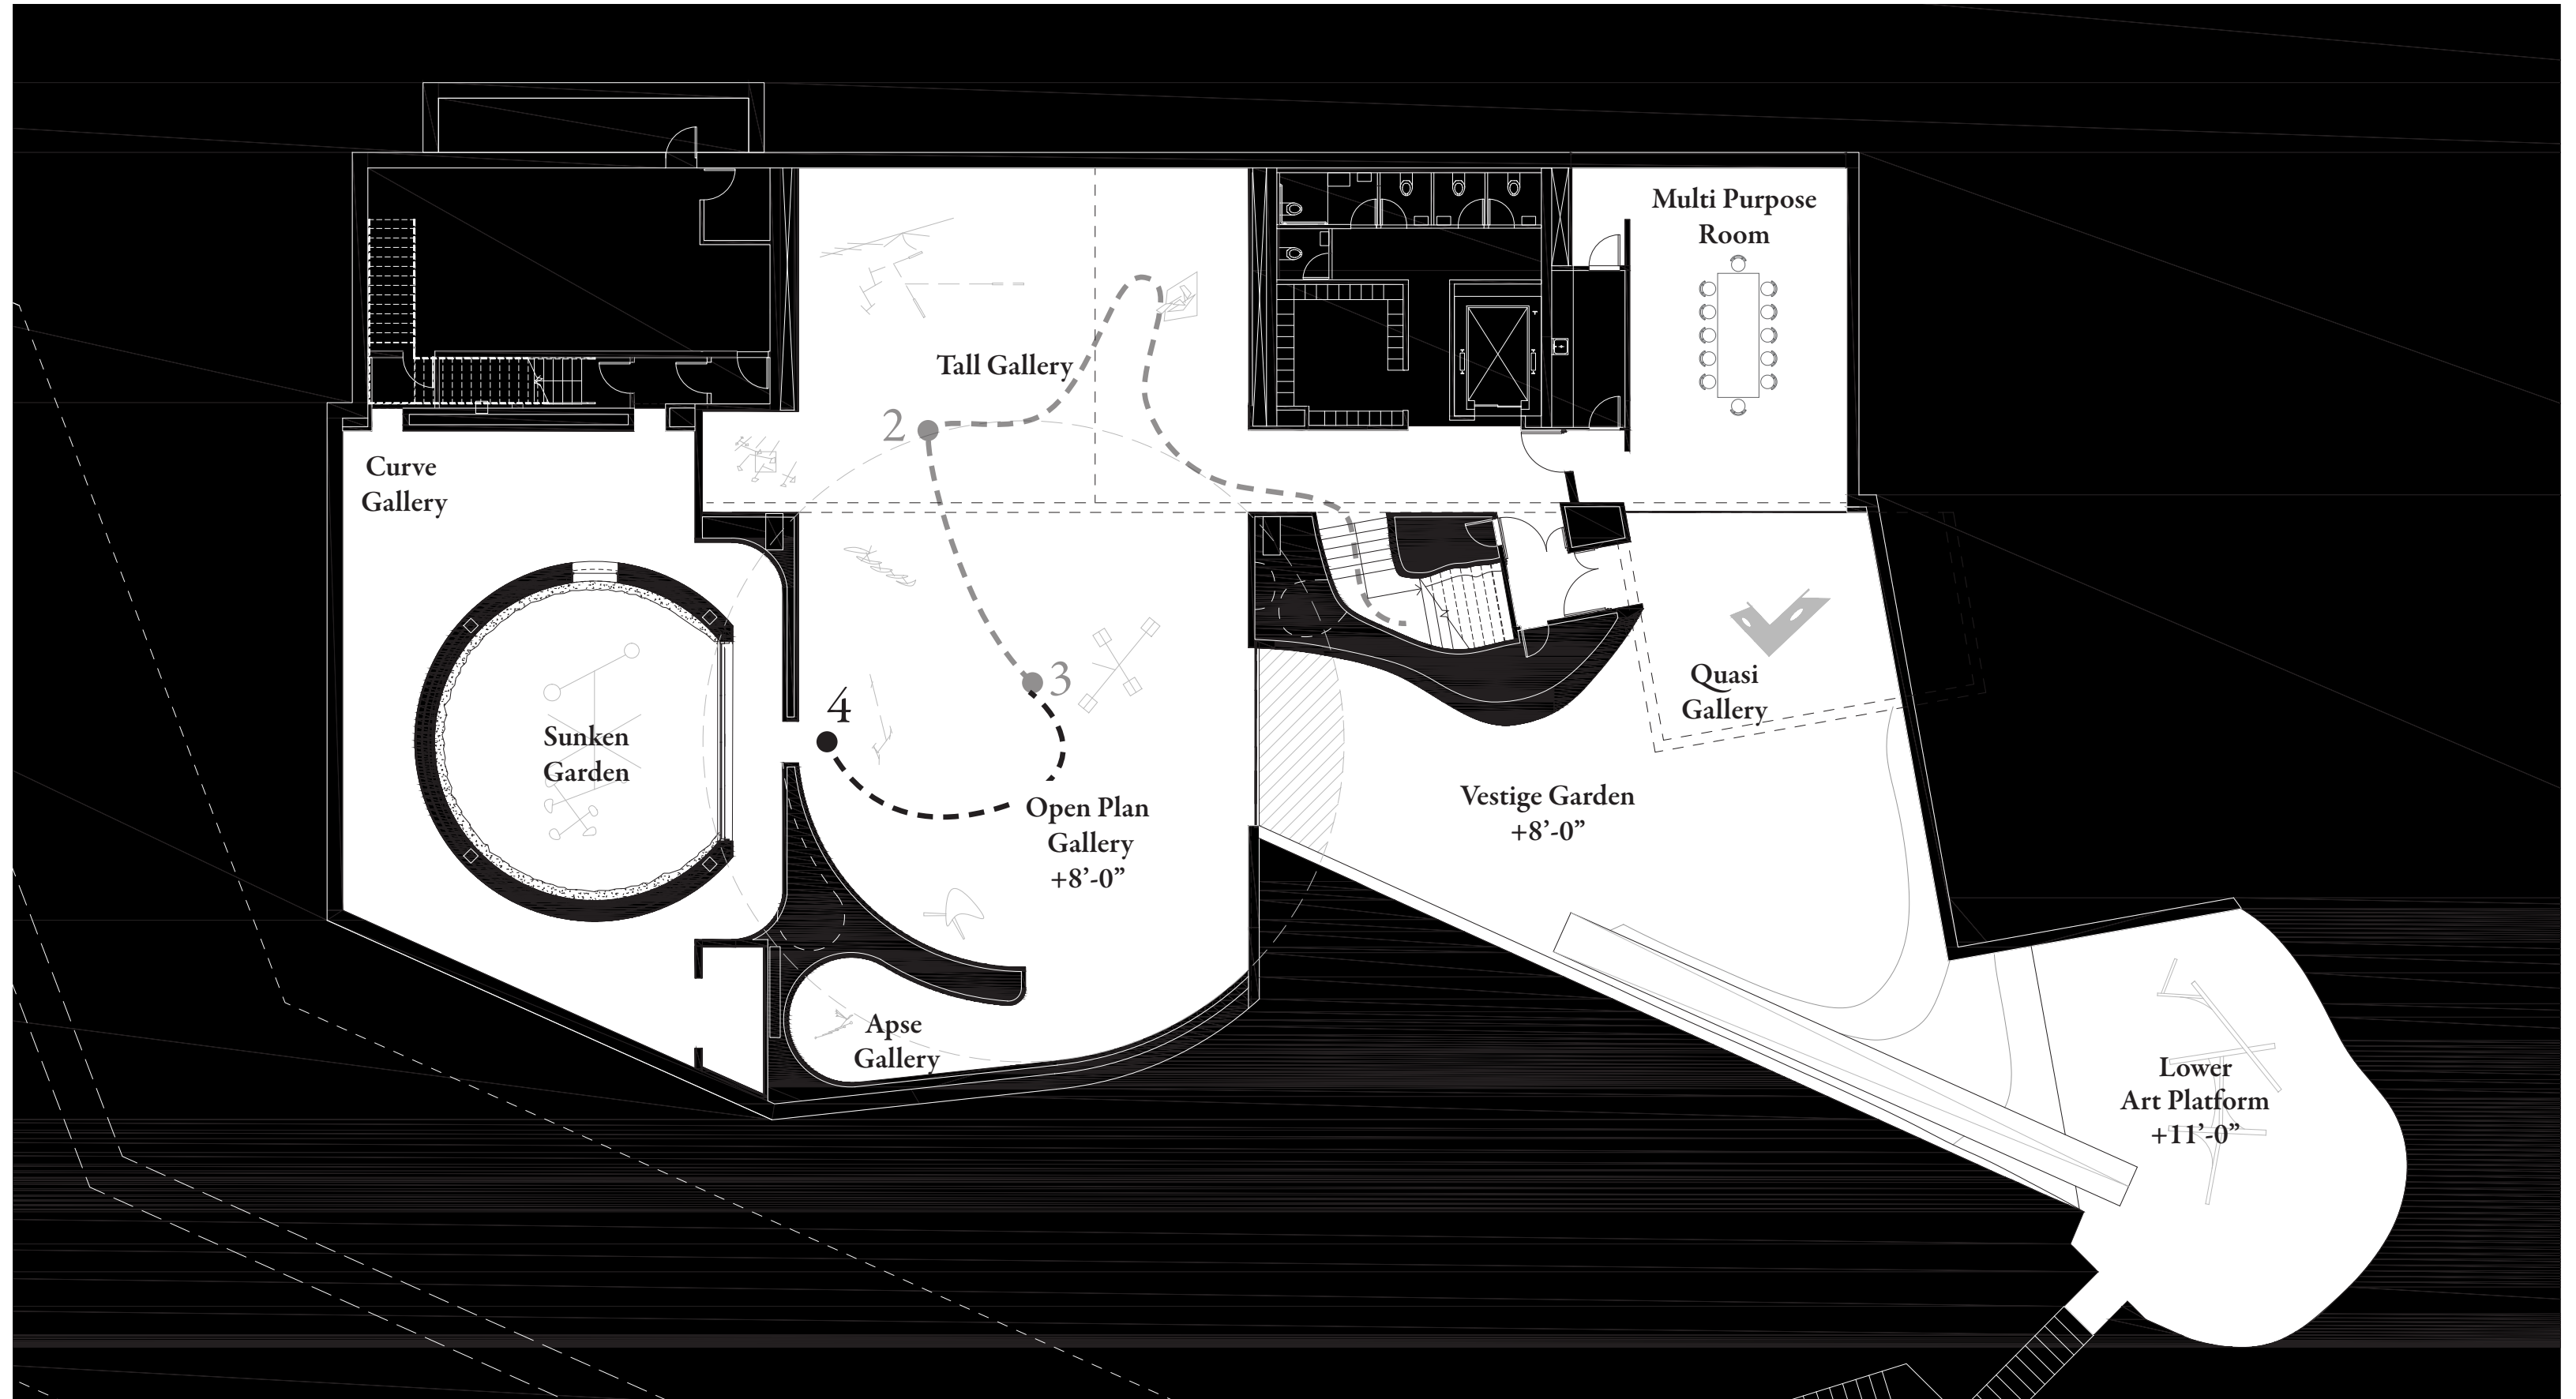 Multi Purpose
Room
Tall Gallery
2
Curve
Gallery
3
4
Quasi
Gallery
Sunken
Garden
Open Plan
Gallery
+8’-0”
Vestige Garden
+8’-0”
Apse
Gallery
Lower
Art Platform
+11’-0”